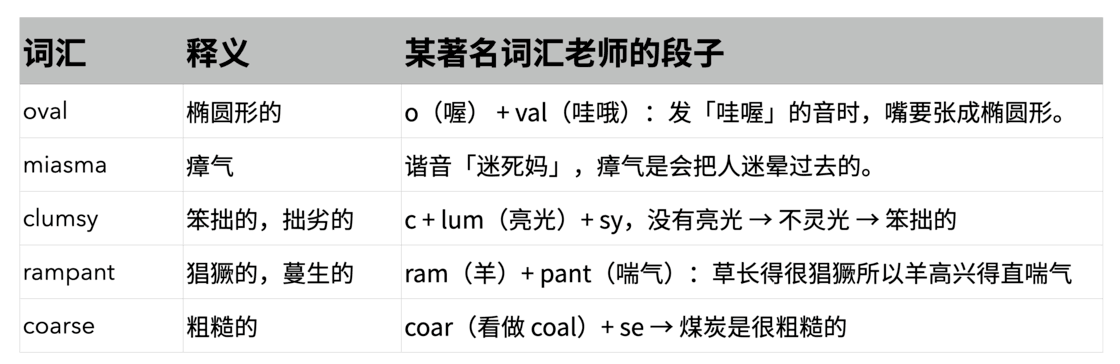 词汇 释义 某著名词汇老师的段子
oval 椭圆形的 o（喔） + val（哇哦）：发「哇喔」的音时，嘴要张成椭圆形。
miasma 瘴气 谐音「迷死妈」，瘴气是会把人迷晕过去的。
clumsy 笨拙的，拙劣的 c + lum（亮光）+ sy，没有亮光 → 不灵光 → 笨拙的
rampant 猖獗的，蔓生的 ram（羊）+ pant（喘气）：草长得很猖獗所以羊高兴得直喘气
coarse 粗糙的 coar（看做 coal）+ se → 煤炭是很粗糙的